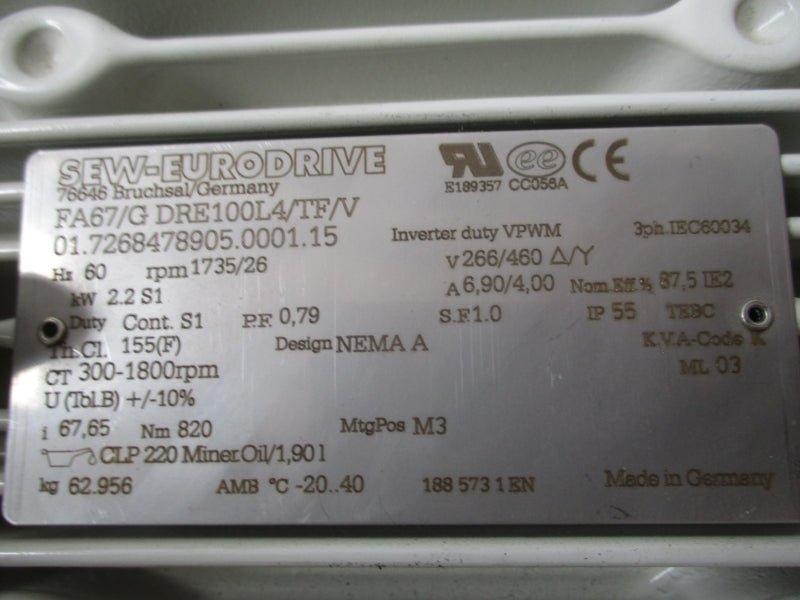 SEW-EURODRIVE
76646 Bruchsal/Germany
E189357 CC056A
FA67/G DRE100L4/TF/V
01.7268478905.0001.15 Inverter duty VPWM 3ph.IEC60034
Hz 60 rpm 1735/26 V 266/460 Δ/Y
kW 2.2 S1 A 6,90/4,00 Nom.Eff.% 87,5 IE2
Duty Cont. S1 P.F. 0,79 S.F.1.0 IP 55 TEBC
Th.Cl. 155(F) Design NEMA A K.V.A-Code K
CT 300-1800rpm ML 03
U (Tol.B) +/-10%
i 67,65 Nm 820 MtgPos M3
CLP 220 Miner.Oil/1,90 l
kg 62.956 AMB °C -20..40 188 573 1 EN Made in Germany